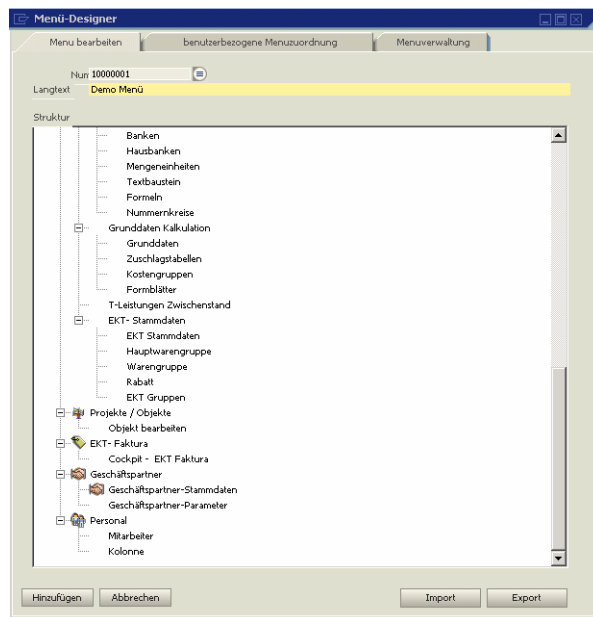 Menü-Designer
Menu bearbeiten benutzerbezogene Menuzuordnung Menuverwaltung
Num 10000001
Langtext Demo Menü
Struktur
Banken
Hausbanken
Mengeneinheiten
Textbaustein
Formeln
Nummernkreise
Grunddaten Kalkulation
Grunddaten
Zuschlagstabellen
Kostengruppen
Formblätter
T-Leistungen Zwischenstand
EKT- Stammdaten
EKT Stammdaten
Hauptwarengruppe
Warengruppe
Rabatt
EKT Gruppen
Projekte / Objekte
Objekt bearbeiten
EKT- Faktura
Cockpit - EKT Faktura
Geschäftspartner
Geschäftspartner-Stammdaten
Geschäftspartner-Parameter
Personal
Mitarbeiter
Kolonne
Hinzufügen Abbrechen Import Export